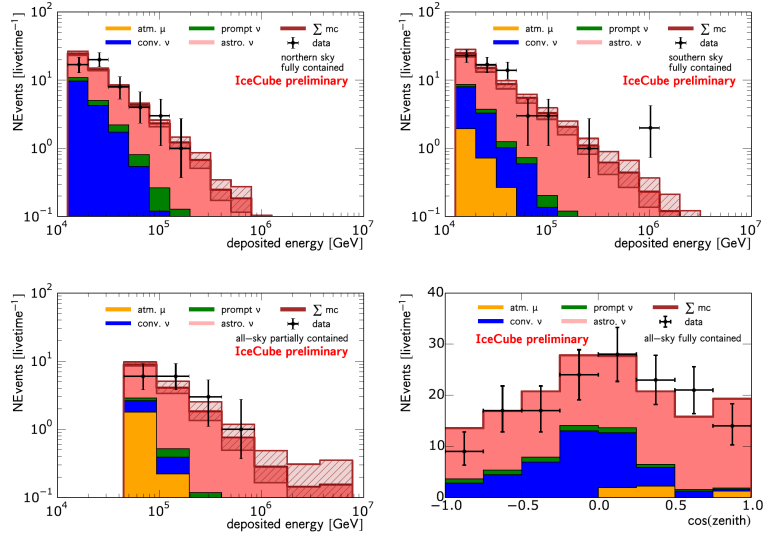 atm. μ prompt ν ∑ mc
conv. ν astro. ν data
northern sky
fully contained
IceCube preliminary
NEvents [livetime⁻¹]
10² 10¹ 10⁰ 10⁻¹
10⁴ 10⁵ 10⁶ 10⁷
deposited energy [GeV]
atm. μ prompt ν ∑ mc
conv. ν astro. ν data
southern sky
fully contained
IceCube preliminary
NEvents [livetime⁻¹]
10² 10¹ 10⁰ 10⁻¹
10⁴ 10⁵ 10⁶ 10⁷
deposited energy [GeV]
atm. μ prompt ν ∑ mc
conv. ν astro. ν data
all−sky partially contained
IceCube preliminary
NEvents [livetime⁻¹]
10² 10¹ 10⁰ 10⁻¹
10⁴ 10⁵ 10⁶ 10⁷
deposited energy [GeV]
atm. μ prompt ν ∑ mc
conv. ν astro. ν data
IceCube preliminary all−sky fully contained
NEvents [livetime⁻¹]
40 30 20 10 0
−1.0 −0.5 0.0 0.5 1.0
cos(zenith)